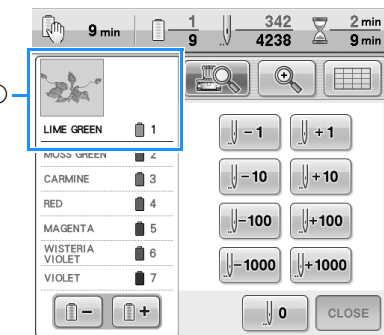 9 min 1 342 2 min
9 4238 9 min
LIME GREEN 1
MOSS GREEN 2
CARMINE 3
RED 4
MAGENTA 5
WISTERIA
VIOLET 6
VIOLET 7
-1 +1
-10 +10
-100 +100
-1000 +1000
- + 0 CLOSE